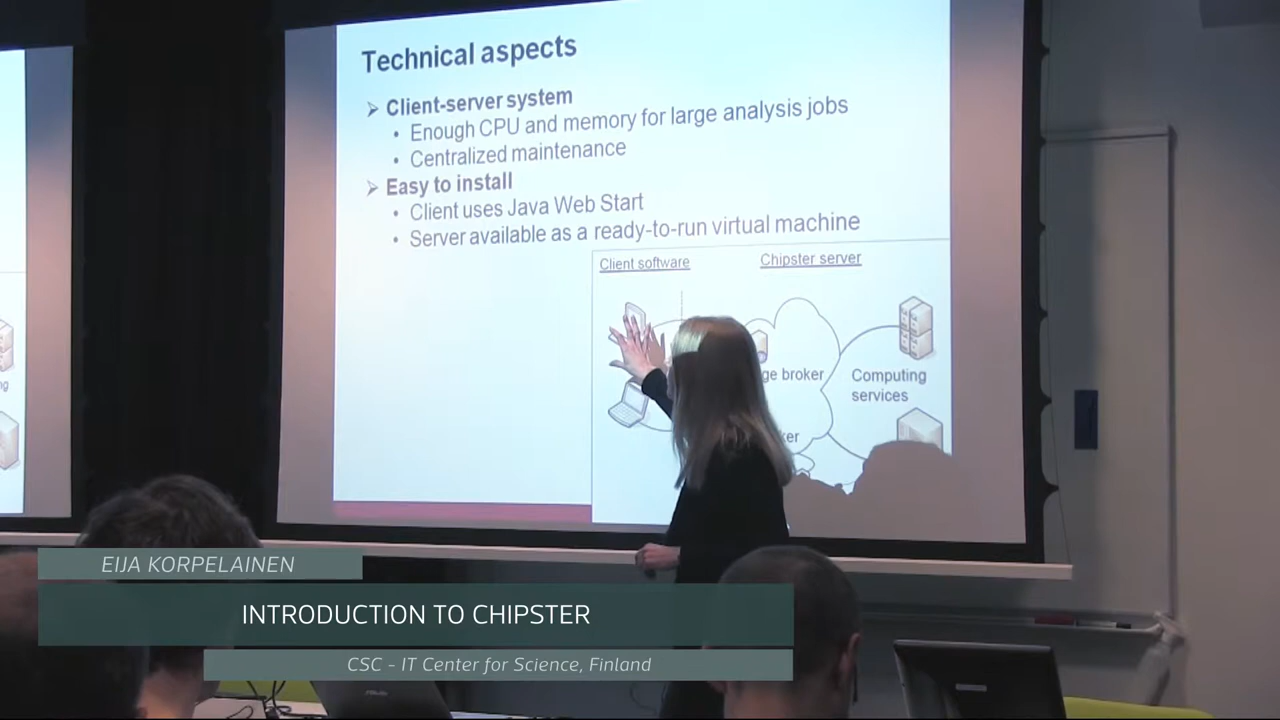 Technical aspects
➢ Client-server system
• Enough CPU and memory for large analysis jobs
• Centralized maintenance
➢ Easy to install
• Client uses Java Web Start
• Server available as a ready-to-run virtual machine
Client software
Chipster server
ge broker
Computing
services
ker
EIJA KORPELAINEN
INTRODUCTION TO CHIPSTER
CSC - IT Center for Science, Finland